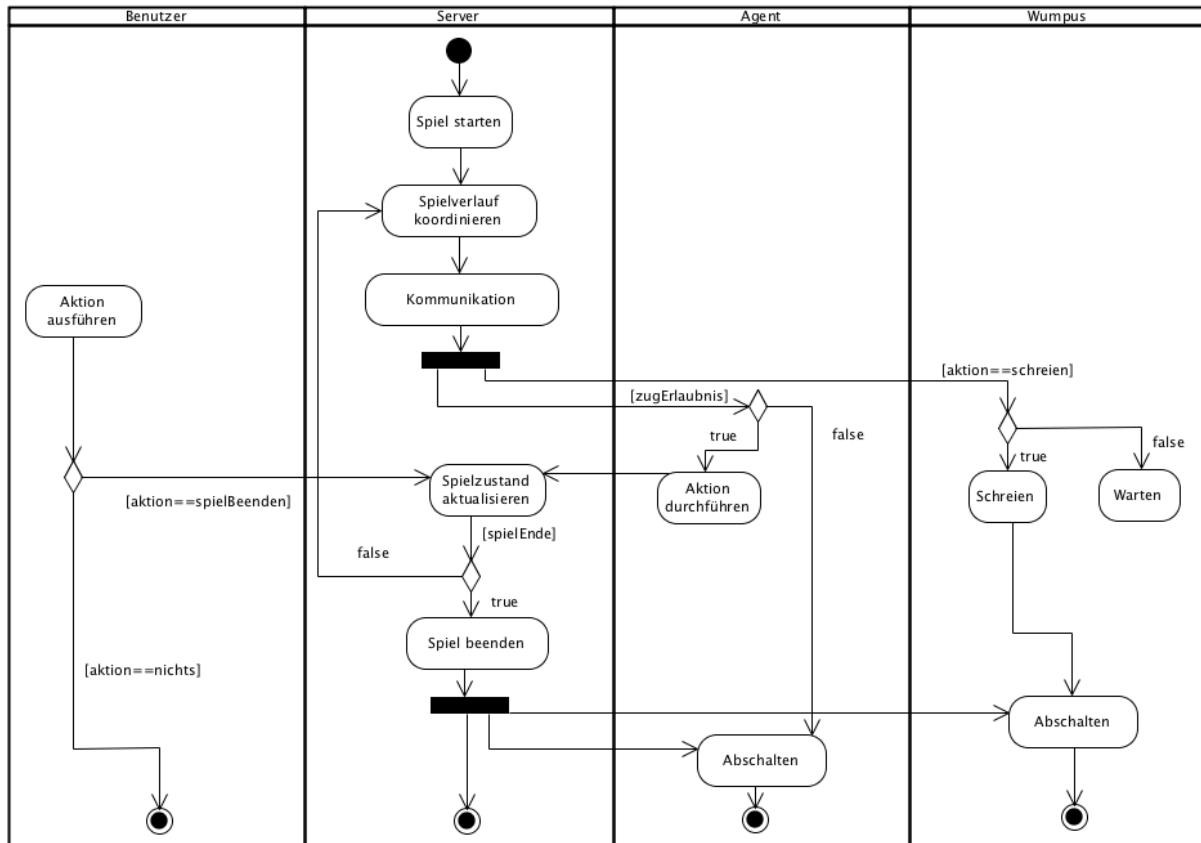 Benutzer
Server
Agent
Wumpus
Spiel starten
Spielverlauf
koordinieren
Kommunikation
Aktion
ausführen
[aktion==schreien]
[zugErlaubnis]
true
false
false
true
[aktion==spielBeenden]
Spielzustand
aktualisieren
Aktion
durchführen
Schreien
Warten
[spielEnde]
false
true
Spiel beenden
[aktion==nichts]
Abschalten
Abschalten